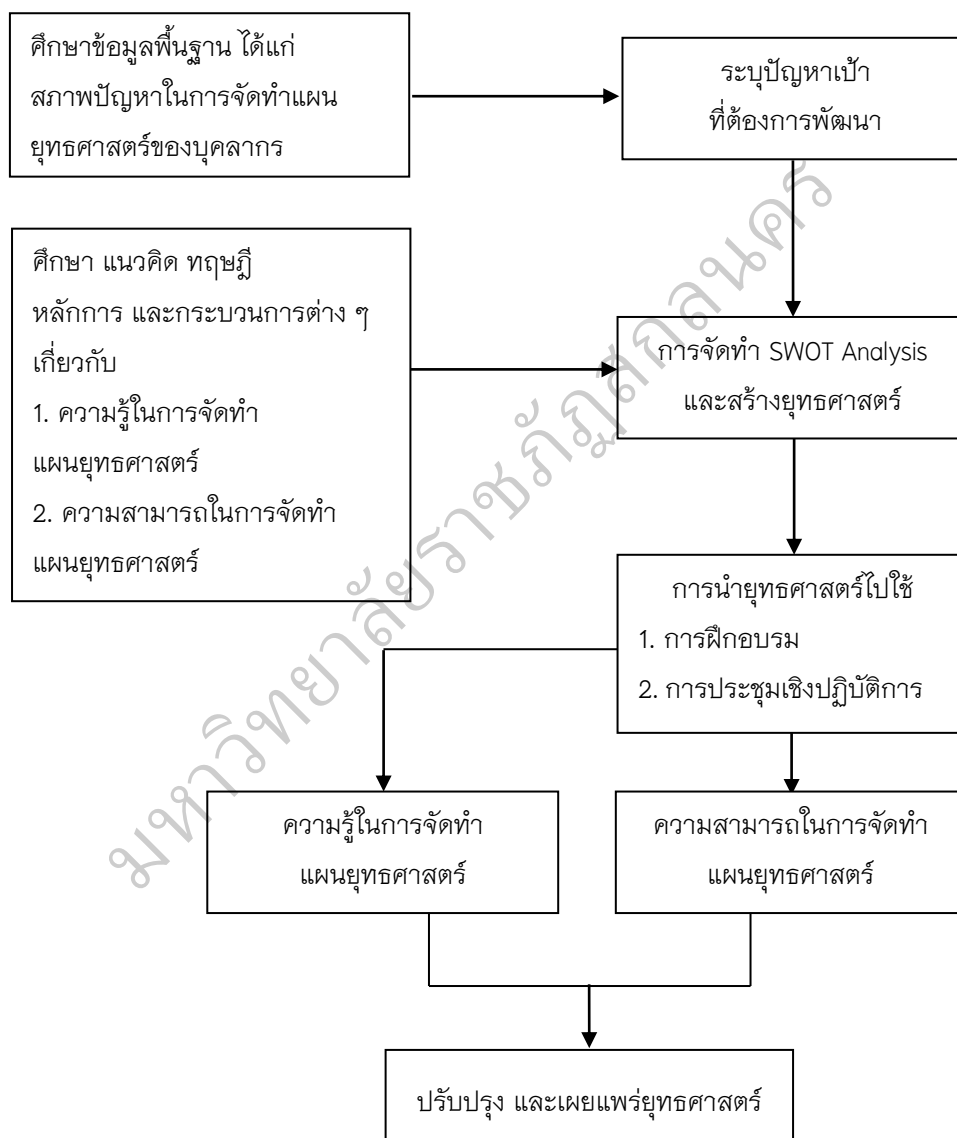 ศึกษาข้อมูลพื้นฐาน ได้แก่
สภาพปัญหาในการจัดทำแผน
ยุทธศาสตร์ของบุคลากร
ระบุปัญหาเป้า
ที่ต้องการพัฒนา
ศึกษา แนวคิด ทฤษฎี
หลักการ และกระบวนการต่าง ๆ
เกี่ยวกับ
1. ความรู้ในการจัดทำ
แผนยุทธศาสตร์
2. ความสามารถในการจัดทำ
แผนยุทธศาสตร์
การจัดทำ SWOT Analysis
และสร้างยุทธศาสตร์
การนำยุทธศาสตร์ไปใช้
1. การฝึกอบรม
2. การประชุมเชิงปฏิบัติการ
ความรู้ในการจัดทำ
แผนยุทธศาสตร์
ความสามารถในการจัดทำ
แผนยุทธศาสตร์
ปรับปรุง และเผยแพร่ยุทธศาสตร์
มหาวิทยาลัยราชภัฏสกลนคร